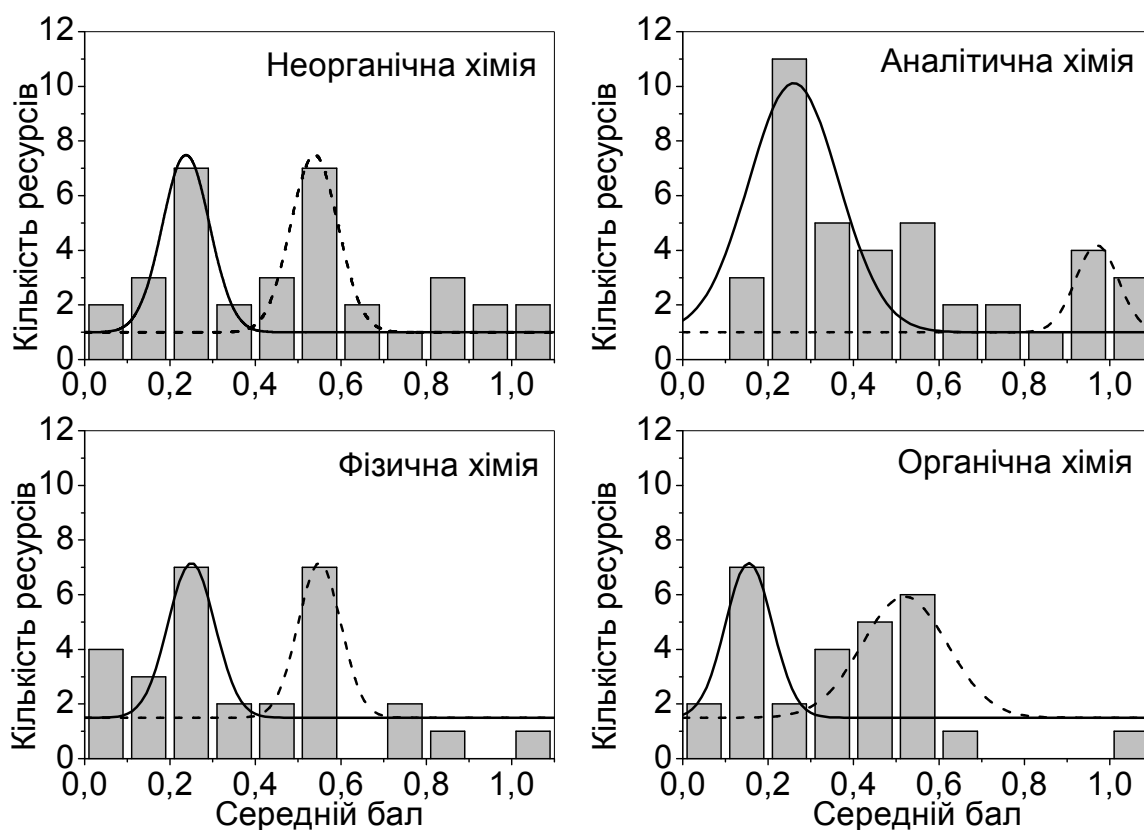 Неорганічна хімія
Кількість ресурсів
12
10
8
6
4
2
0
0,0 0,2 0,4 0,6 0,8 1,0
Аналітична хімія
Кількість ресурсів
12
10
8
6
4
2
0
0,0 0,2 0,4 0,6 0,8 1,0
Фізична хімія
Кількість ресурсів
12
10
8
6
4
2
0
0,0 0,2 0,4 0,6 0,8 1,0
Середній бал
Органічна хімія
Кількість ресурсів
12
10
8
6
4
2
0
0,0 0,2 0,4 0,6 0,8 1,0
Середній бал